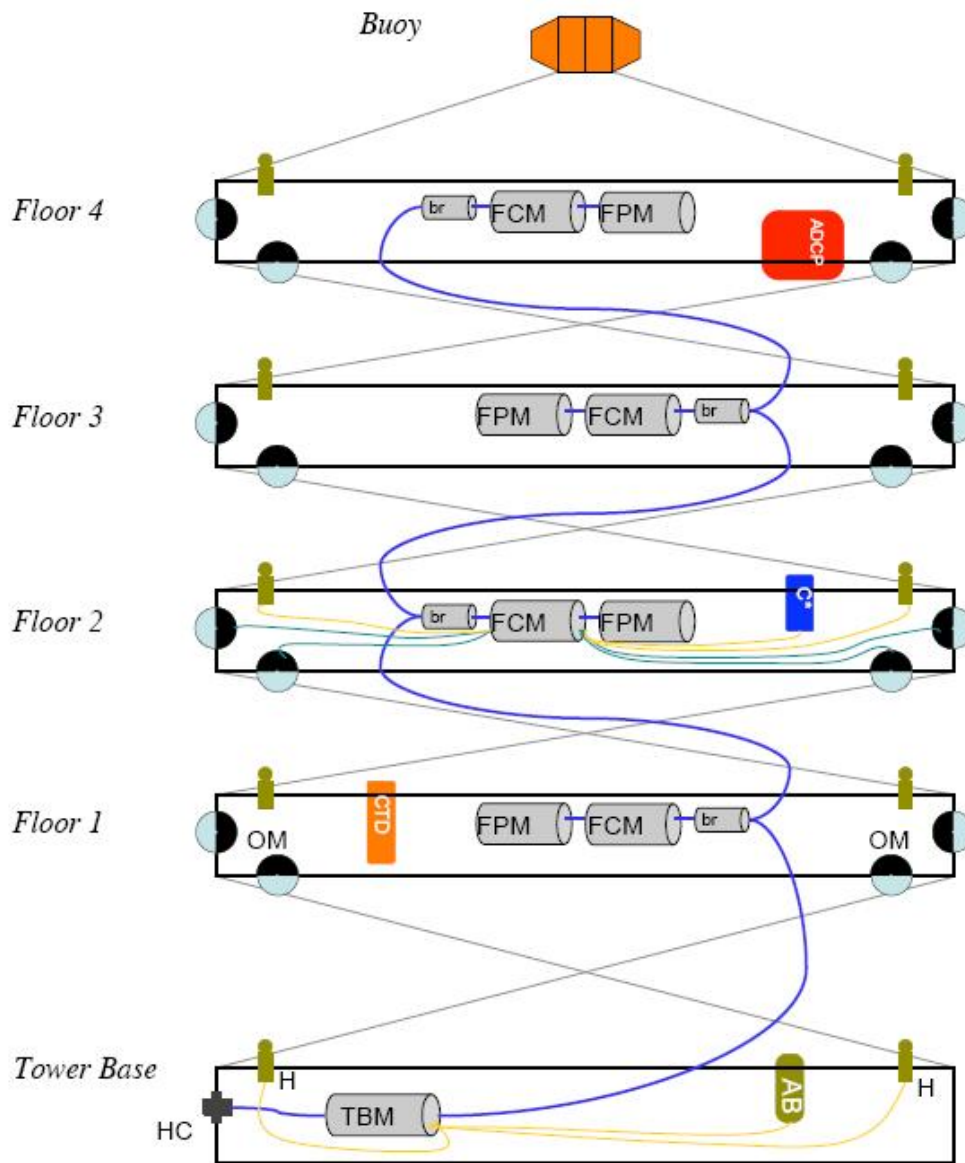 Buoy
Floor 4
br
FCM
FPM
ADCP
Floor 3
FPM
FCM
br
Floor 2
br
FCM
FPM
C*
Floor 1
OM
CTD
FPM
FCM
br
OM
Tower Base
H
HC
TBM
AB
H